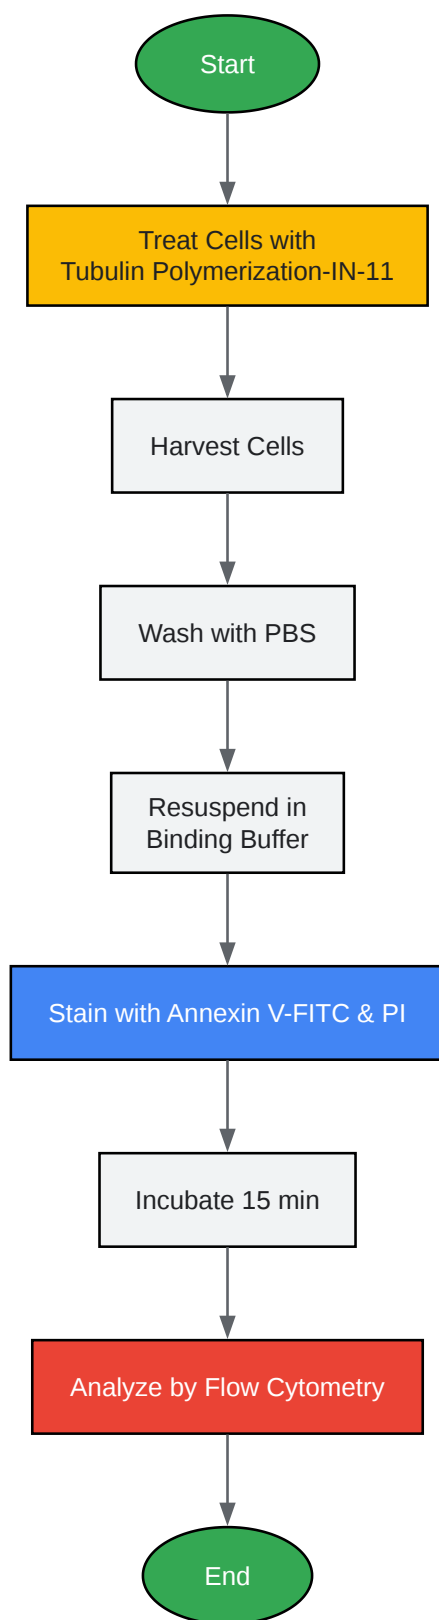 Start
Treat Cells with
Tubulin Polymerization-IN-11
Harvest Cells
Wash with PBS
Resuspend in
Binding Buffer
Stain with Annexin V-FITC & PI
Incubate 15 min
Analyze by Flow Cytometry
End